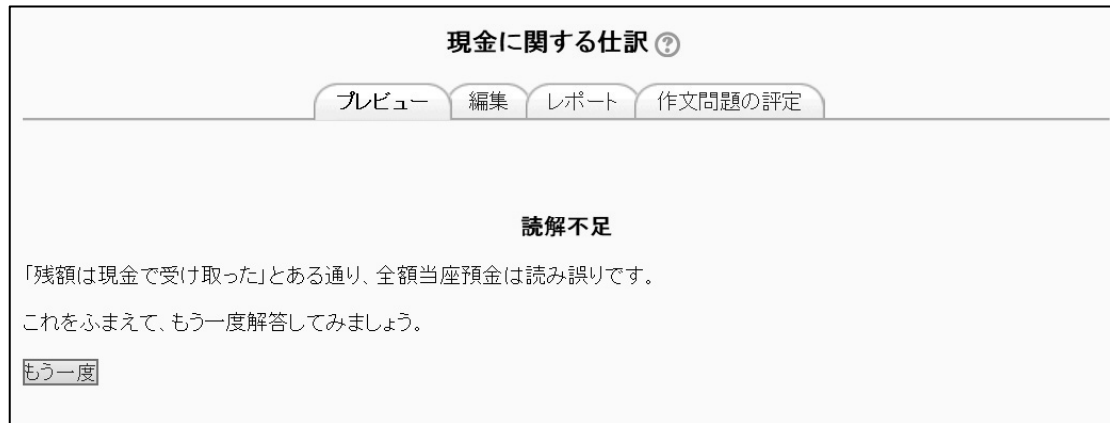 現金に関する仕訳 ?
プレビュー 編集 レポート 作文問題の評定
読解不足
「残額は現金で受け取った」とある通り、全額当座預金は読み誤りです。
これをふまえて、もう一度解答してみましょう。
もう一度